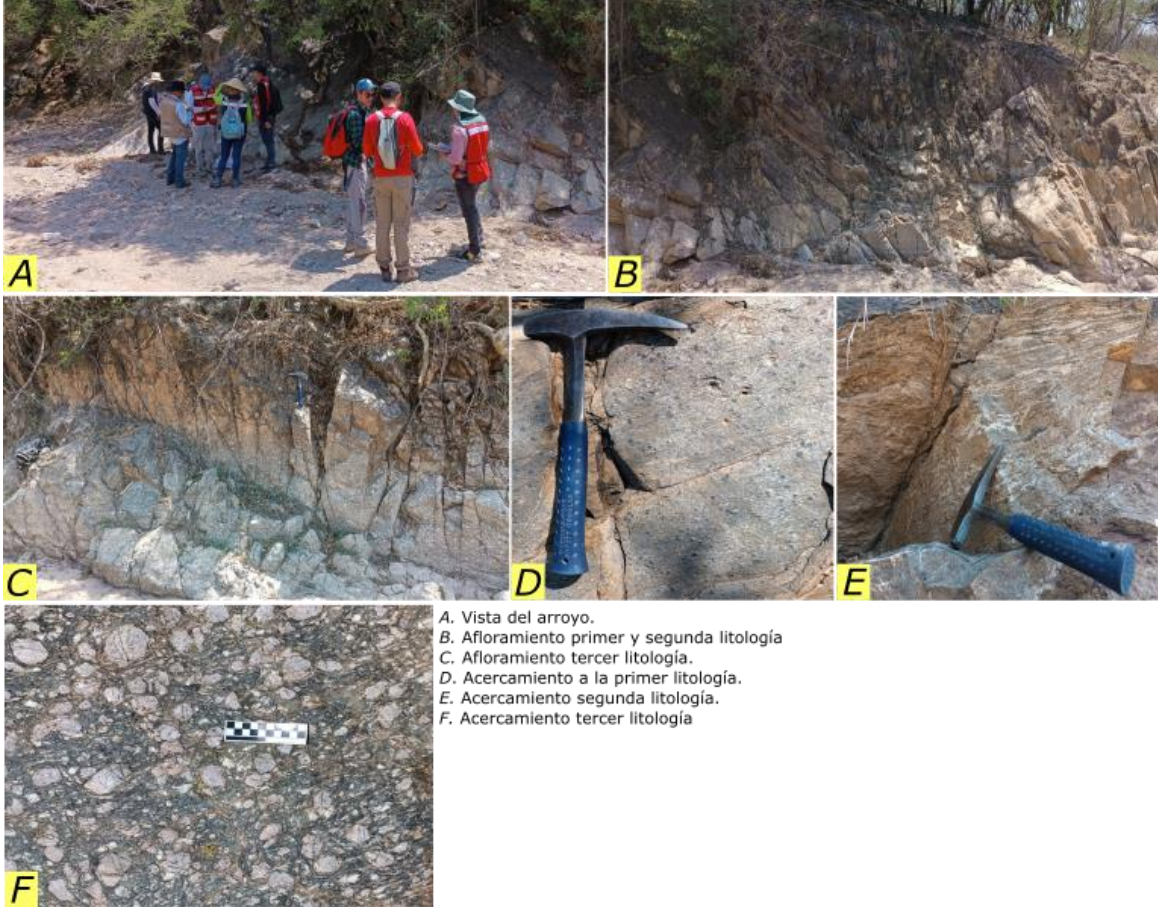 A
B
C
D
E
F
A. Vista del arroyo.
B. Afloramiento primer y segunda litología
C. Afloramiento tercer litología.
D. Acercamiento a la primer litología.
E. Acercamiento segunda litología.
F. Acercamiento tercer litología